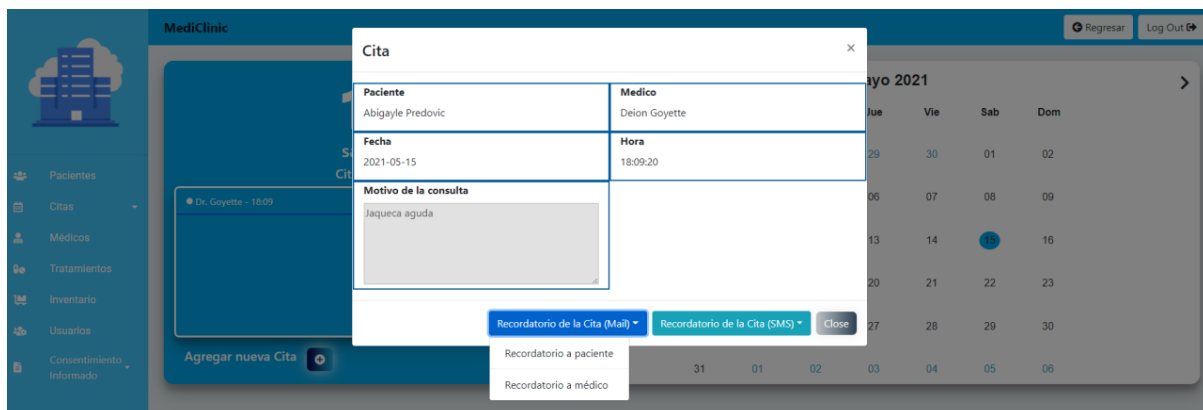 MediClinic
Regresar
Log Out
Pacientes
Citas
Médicos
Tratamientos
Inventario
Usuarios
Consentimiento
Informado
Dr. Goyette - 18:09
Agregar nueva Cita
Cita
×
Paciente
Abigayle Predovic
Medico
Deion Goyette
Fecha
2021-05-15
Hora
18:09:20
Motivo de la consulta
Jaqueca aguda
Recordatorio de la Cita (Mail)
Recordatorio de la Cita (SMS)
Close
Recordatorio a paciente
Recordatorio a médico
2021
Vie Sab Dom
29 30 01 02
06 07 08 09
13 14 15 16
20 21 22 23
27 28 29 30
31 01 02 03 04 05 06